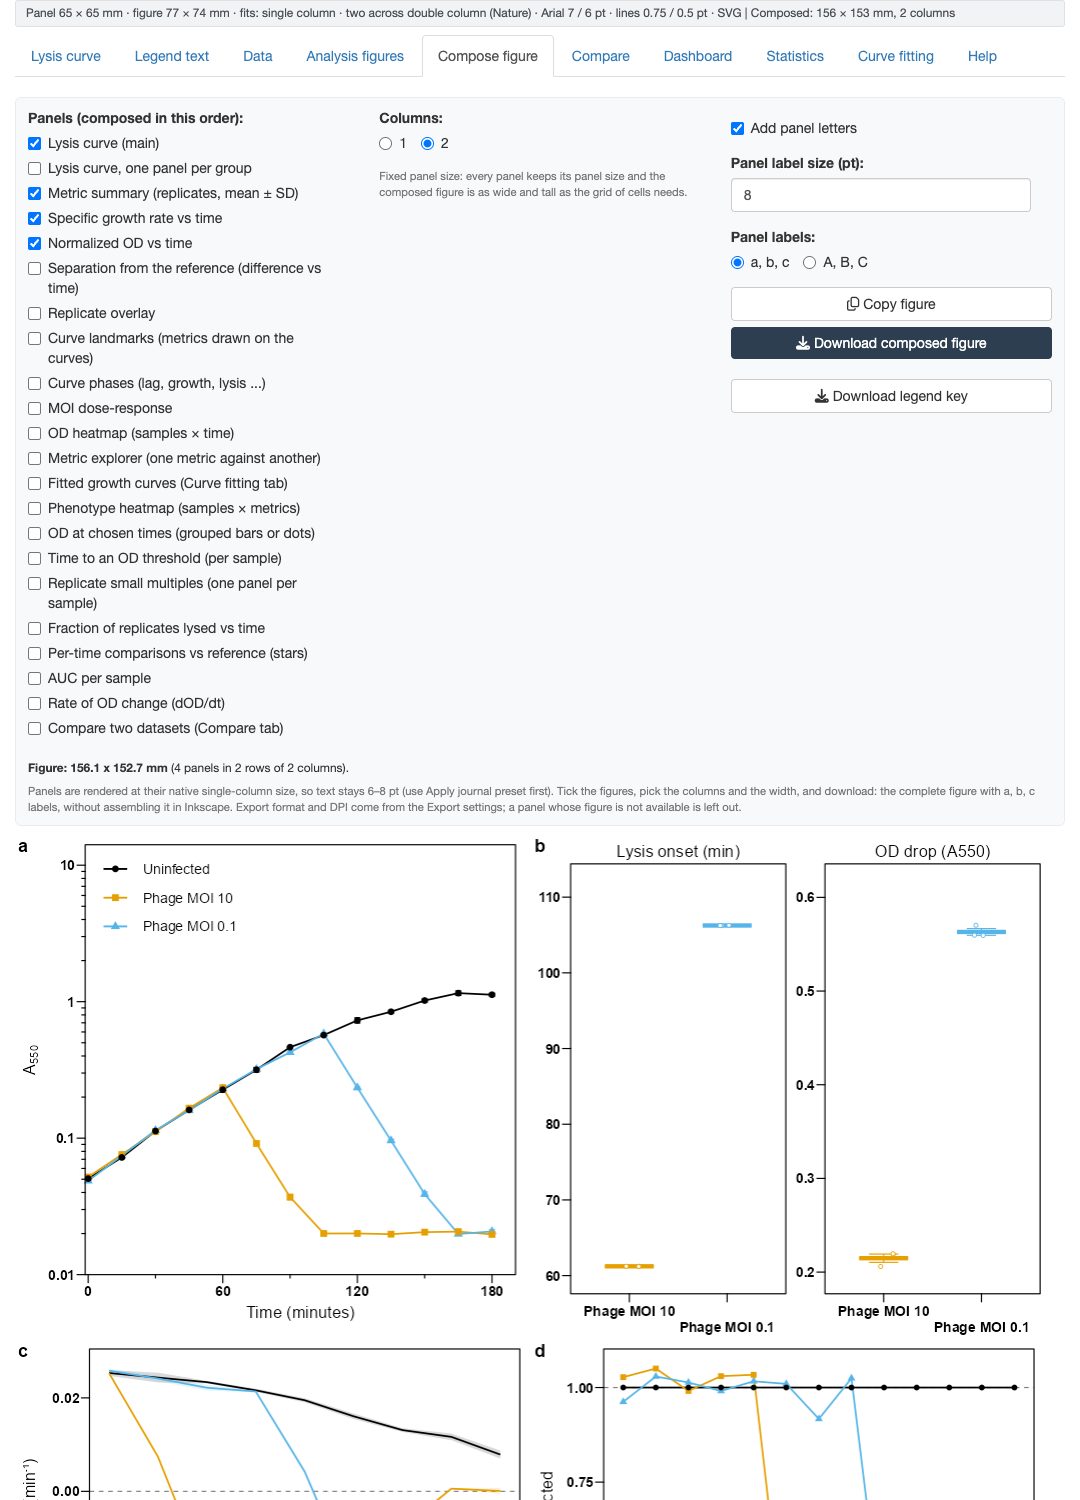 Panel 65 × 65 mm · figure 77 × 74 mm · fits: single column · two across double column (Nature) · Arial 7 / 6 pt · lines 0.75 / 0.5 pt · SVG | Composed: 156 × 153 mm, 2 columns
Lysis curve Legend text Data Analysis figures Compose figure Compare Dashboard Statistics Curve fitting Help
Panels (composed in this order):
Lysis curve (main)
Lysis curve, one panel per group
Metric summary (replicates, mean ± SD)
Specific growth rate vs time
Normalized OD vs time
Separation from the reference (difference vs
time)
Replicate overlay
Curve landmarks (metrics drawn on the
curves)
Curve phases (lag, growth, lysis ...)
MOI dose-response
OD heatmap (samples × time)
Metric explorer (one metric against another)
Fitted growth curves (Curve fitting tab)
Phenotype heatmap (samples × metrics)
OD at chosen times (grouped bars or dots)
Time to an OD threshold (per sample)
Replicate small multiples (one panel per
sample)
Fraction of replicates lysed vs time
Per-time comparisons vs reference (stars)
AUC per sample
Rate of OD change (dOD/dt)
Compare two datasets (Compare tab)
Columns:
1 2
Fixed panel size: every panel keeps its panel size and the
composed figure is as wide and tall as the grid of cells needs.
Add panel letters
Panel label size (pt):
8
Panel labels:
a, b, c A, B, C
Copy figure
Download composed figure
Download legend key
Figure: 156.1 x 152.7 mm (4 panels in 2 rows of 2 columns).
Panels are rendered at their native single-column size, so text stays 6–8 pt (use Apply journal preset first). Tick the figures, pick the columns and the width, and download: the complete figure with a, b, c
labels, without assembling it in Inkscape. Export format and DPI come from the Export settings; a panel whose figure is not available is left out.
a
10
1
0.1
0.01
A550
Uninfected
Phage MOI 10
Phage MOI 0.1
0 60 120 180
Time (minutes)
b
Lysis onset (min)
110
100
90
80
70
60
Phage MOI 10
Phage MOI 0.1
OD drop (A550)
0.6
0.5
0.4
0.3
0.2
Phage MOI 10
Phage MOI 0.1
c
0.02
0.00
min⁻¹)
d
1.00
0.75